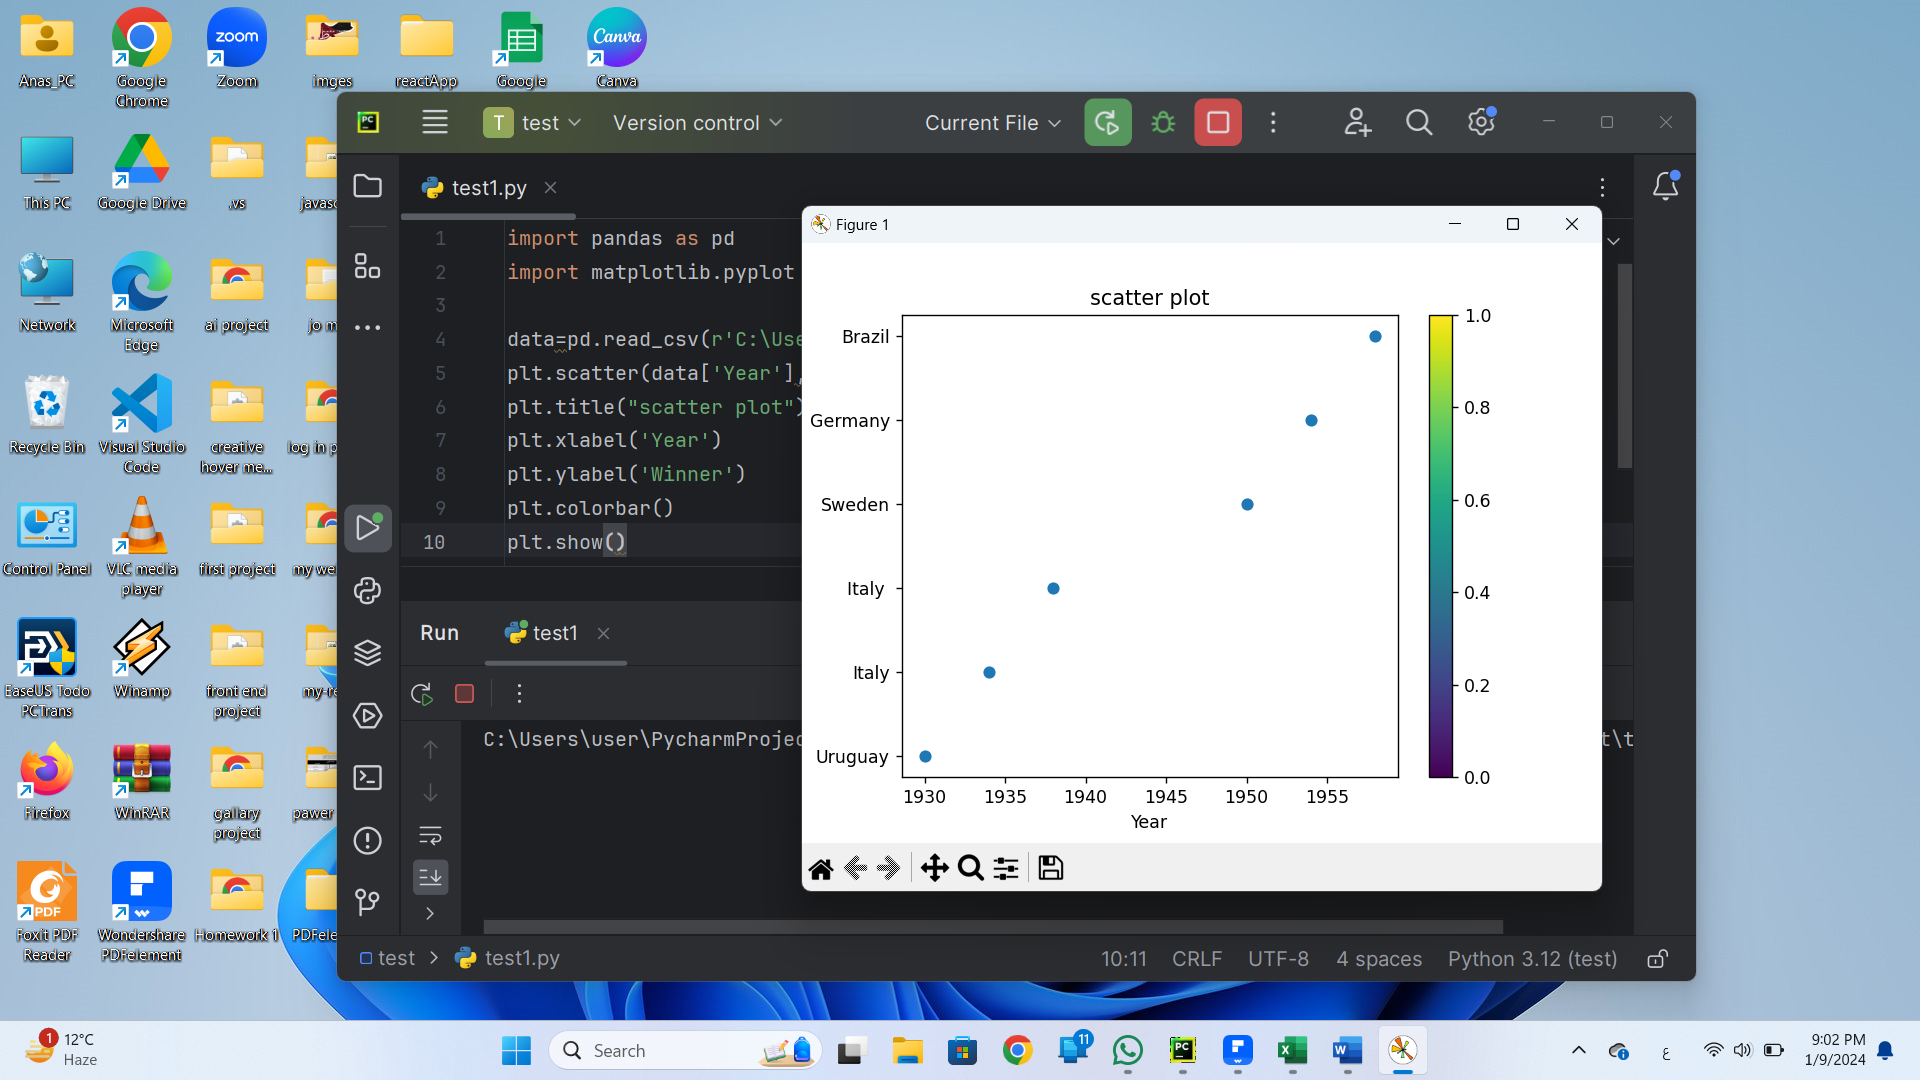 Anas_PC
Google
Chrome
zoom
Zoom
imges
reactApp
Google
Canva
Canva
This PC
Google Drive
.vs
javasc
Network
Microsoft
Edge
ai project
jo m
Recycle Bin
Visual Studio
Code
creative
hover me...
log in p
Control Panel
VLC media
player
first project
my we
EaseUS Todo
PCTrans
Winamp
front end
project
my-re
Firefox
WinRAR
gallary
project
pawer
PDF
Foxit PDF
Reader
Wondershare
PDFelement
Homework 1
PDFele
PC
T
test
Version control
Current File
test1.py
1 import pandas as pd
2 import matplotlib.pyplot
3
4 data=pd.read_csv(r'C:\Use
5 plt.scatter(data['Year'],
6 plt.title("scatter plot")
7 plt.xlabel('Year')
8 plt.ylabel('Winner')
9 plt.colorbar()
10 plt.show()
Run
test1
C:\Users\user\PycharmProjec
t\t
Figure 1
scatter plot
Brazil
Germany
Sweden
Italy
Italy
Uruguay
1930 1935 1940 1945 1950 1955
Year
1.0
0.8
0.6
0.4
0.2
0.0
test > test1.py
10:11 CRLF UTF-8 4 spaces Python 3.12 (test)
1
12°C
Haze
Search
11
PC
X
W
ع
9:02 PM
1/9/2024